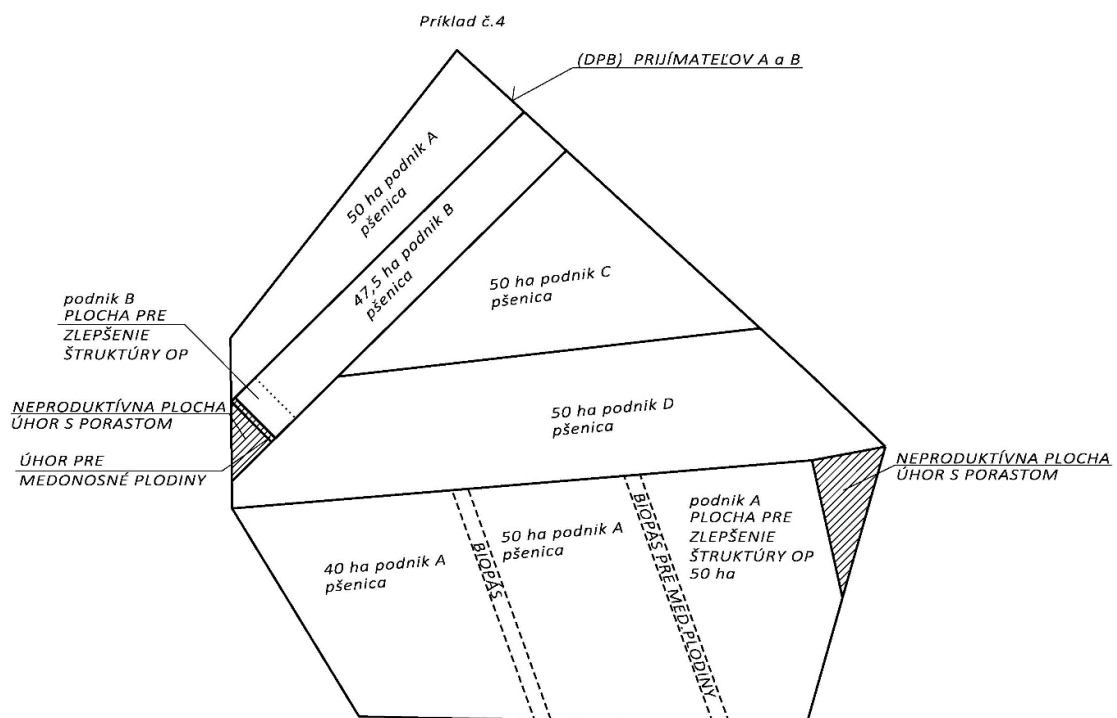 Príklad č.4
(DPB) PRIJÍMATEĽOV A a B
50 ha podnik A
pšenica
47,5 ha podnik B
pšenica
50 ha podnik C
pšenica
podnik B
PLOCHA PRE
ZLEPŠENIE
ŠTRUKTÚRY OP
NEPRODUKTÍVNA PLOCHA
ÚHOR S PORASTOM
ÚHOR PRE
MEDONOSNÉ PLODINY
50 ha podnik D
pšenica
NEPRODUKTÍVNA PLOCHA
ÚHOR S PORASTOM
40 ha podnik A
pšenica
BIOPÁS
50 ha podnik A
pšenica
BIOPÁS PRE MED.PLODINY
podnik A
PLOCHA PRE
ZLEPŠENIE
ŠTRUKTÚRY OP
50 ha